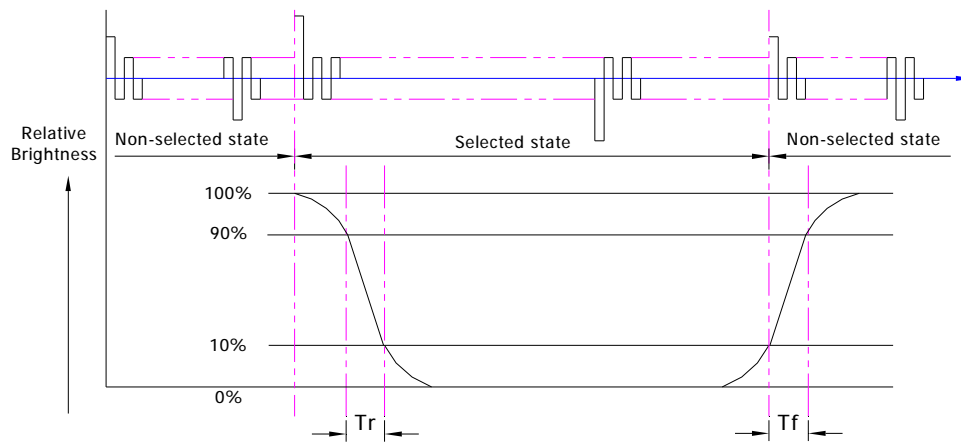 Relative
Brightness
Non-selected state
Selected state
Non-selected state
100%
90%
10%
0%
Tr
Tf